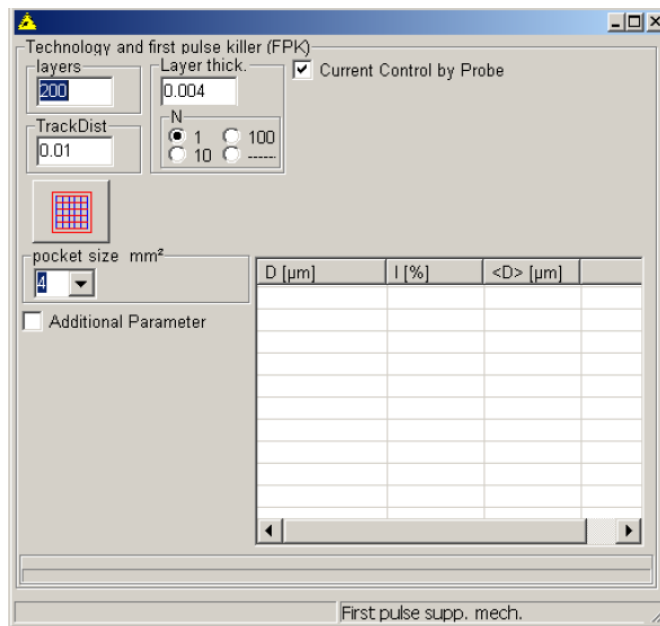 Technology and first pulse killer (FPK)
layers
Layer thick.
Current Control by Probe
200
0.004
TrackDist
N
0.01
1
100
10
------
pocket size mm²
4
D [µm] I [%] <D> [µm]
Additional Parameter
First pulse supp. mech.